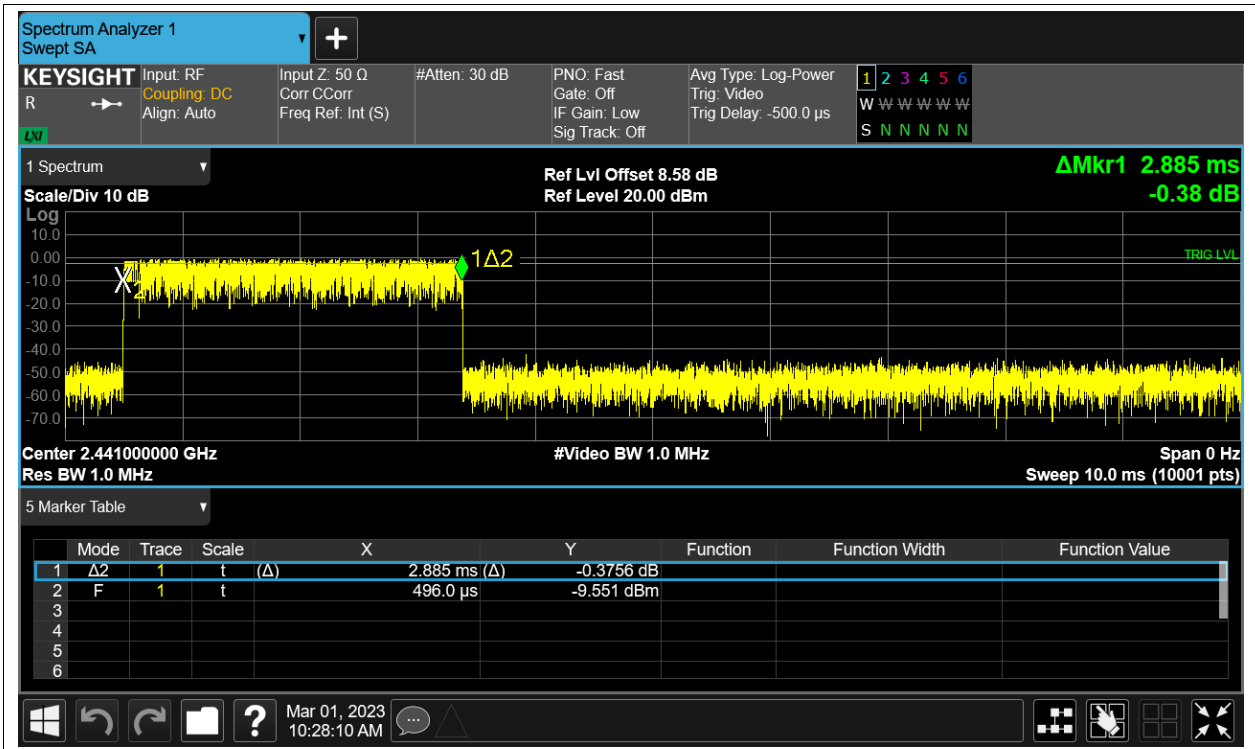 Spectrum Analyzer 1
Swept SA
KEYSIGHT
R
LXI
Input: RF
Coupling: DC
Align: Auto
Input Z: 50 Ω
Corr CCorr
Freq Ref: Int (S)
#Atten: 30 dB
PNO: Fast
Gate: Off
IF Gain: Low
Sig Track: Off
Avg Type: Log-Power
Trig: Video
Trig Delay: -500.0 µs
1 2 3 4 5 6
W W W W W W
S N N N N N
1 Spectrum
Scale/Div 10 dB
Ref Lvl Offset 8.58 dB
Ref Level 20.00 dBm
ΔMkr1 2.885 ms
-0.38 dB
Log
10.0
0.00
-10.0
-20.0
-30.0
-40.0
-50.0
-60.0
-70.0
X
2
1Δ2
TRIG LVL
Center 2.441000000 GHz
#Video BW 1.0 MHz
Span 0 Hz
Res BW 1.0 MHz
Sweep 10.0 ms (10001 pts)
5 Marker Table
Mode Trace Scale X Y Function Function Width Function Value
1 Δ2 1 t (Δ) 2.885 ms (Δ) -0.3756 dB
2 F 1 t 496.0 µs -9.551 dBm
3
4
5
6
?
Mar 01, 2023
10:28:10 AM